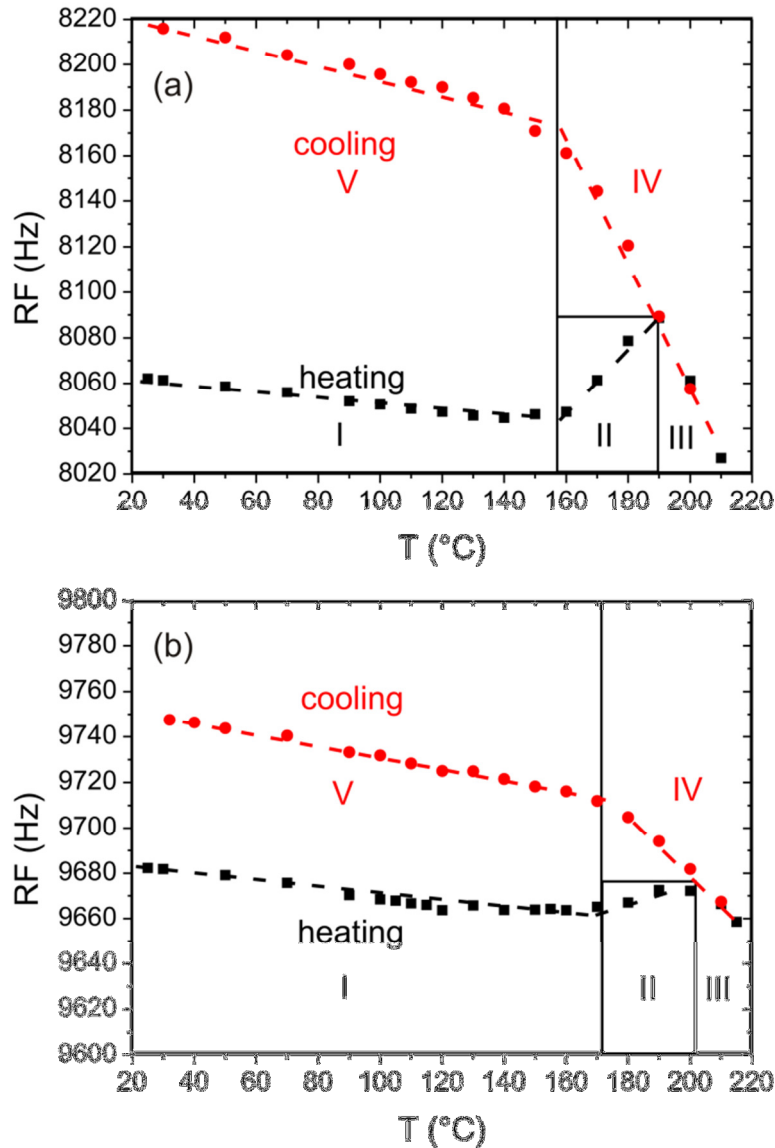 8220
8200
8180
8160
8140
8120
8100
8080
8060
8040
8020
RF (Hz)
(a)
cooling
V
IV
heating
I
II
III
20 40 60 80 100 120 140 160 180 200 220
T (°C)
9800
9780
9760
9740
9720
9700
9680
9660
9640
9620
9600
RF (Hz)
(b)
cooling
V
IV
heating
I
II
III
20 40 60 80 100 120 140 160 180 200 220
T (°C)